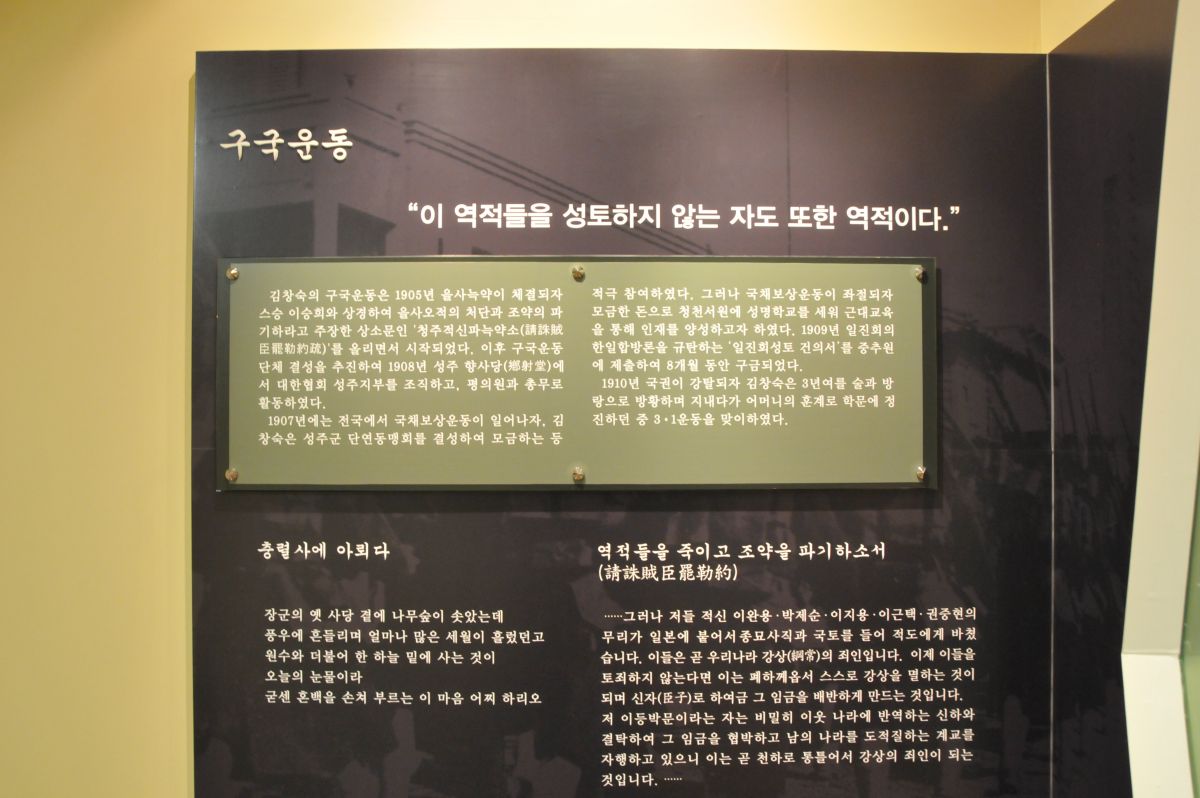 구국운동
“이 역적들을 성토하지 않는 자도 또한 역적이다.”
김창숙의 구국운동은 1905년 을사늑약이 체결되자
스승 이승희와 상경하여 을사오적의 처단과 조약의 파
기하라고 주장한 상소문인 '청주적신파늑약소(請誅賊
臣罷勒約疏)'를 올리면서 시작되었다. 이후 구국운동
단체 결성을 추진하여 1908년 성주 향사당(鄕射堂)에
서 대한협회 성주지부를 조직하고, 평의원과 총무로
활동하였다.
1907년에는 전국에서 국채보상운동이 일어나자, 김
창숙은 성주군 단연동맹회를 결성하여 모금하는 등
적극 참여하였다. 그러나 국채보상운동이 좌절되자
모금한 돈으로 청천서원에 성명학교를 세워 근대교육
을 통해 인재를 양성하고자 하였다. 1909년 일진회의
한일합방론을 규탄하는 '일진회성토 건의서'를 중추원
에 제출하여 8개월 동안 구금되었다.
1910년 국권이 강탈되자 김창숙은 3년여를 술과 방
랑으로 방황하며 지내다가 어머니의 훈계로 학문에 정
진하던 중 3·1운동을 맞이하였다.
충렬사에 아뢰다
장군의 옛 사당 곁에 나무숲이 솟았는데
풍우에 흔들리며 얼마나 많은 세월이 흘렀던고
원수와 더불어 한 하늘 밑에 사는 것이
오늘의 눈물이라
굳센 혼백을 손쳐 부르는 이 마음 어찌 하리오
역적들을 죽이고 조약을 파기하소서
(請誅賊臣罷勒約)
……그러나 저들 적신 이완용·박제순·이지용·이근택·권중현의
무리가 일본에 붙어서종묘사직과 국토를 들어 적도에게 바쳤
습니다. 이들은 곧 우리나라 강상(綱常)의 죄인입니다. 이제 이들을
토죄하지 않는다면 이는 폐하께옵서 스스로 강상을 멸하는 것이
되며 신자(臣子)로 하여금 그 임금을 배반하게 만드는 것입니다.
저 이등박문이라는 자는 비밀히 이웃 나라에 반역하는 신하와
결탁하여 그 임금을 협박하고 남의 나라를 도적질하는 계교를
자행하고 있으니 이는 곧 천하로 통틀어서 강상의 죄인이 되는
것입니다. ……